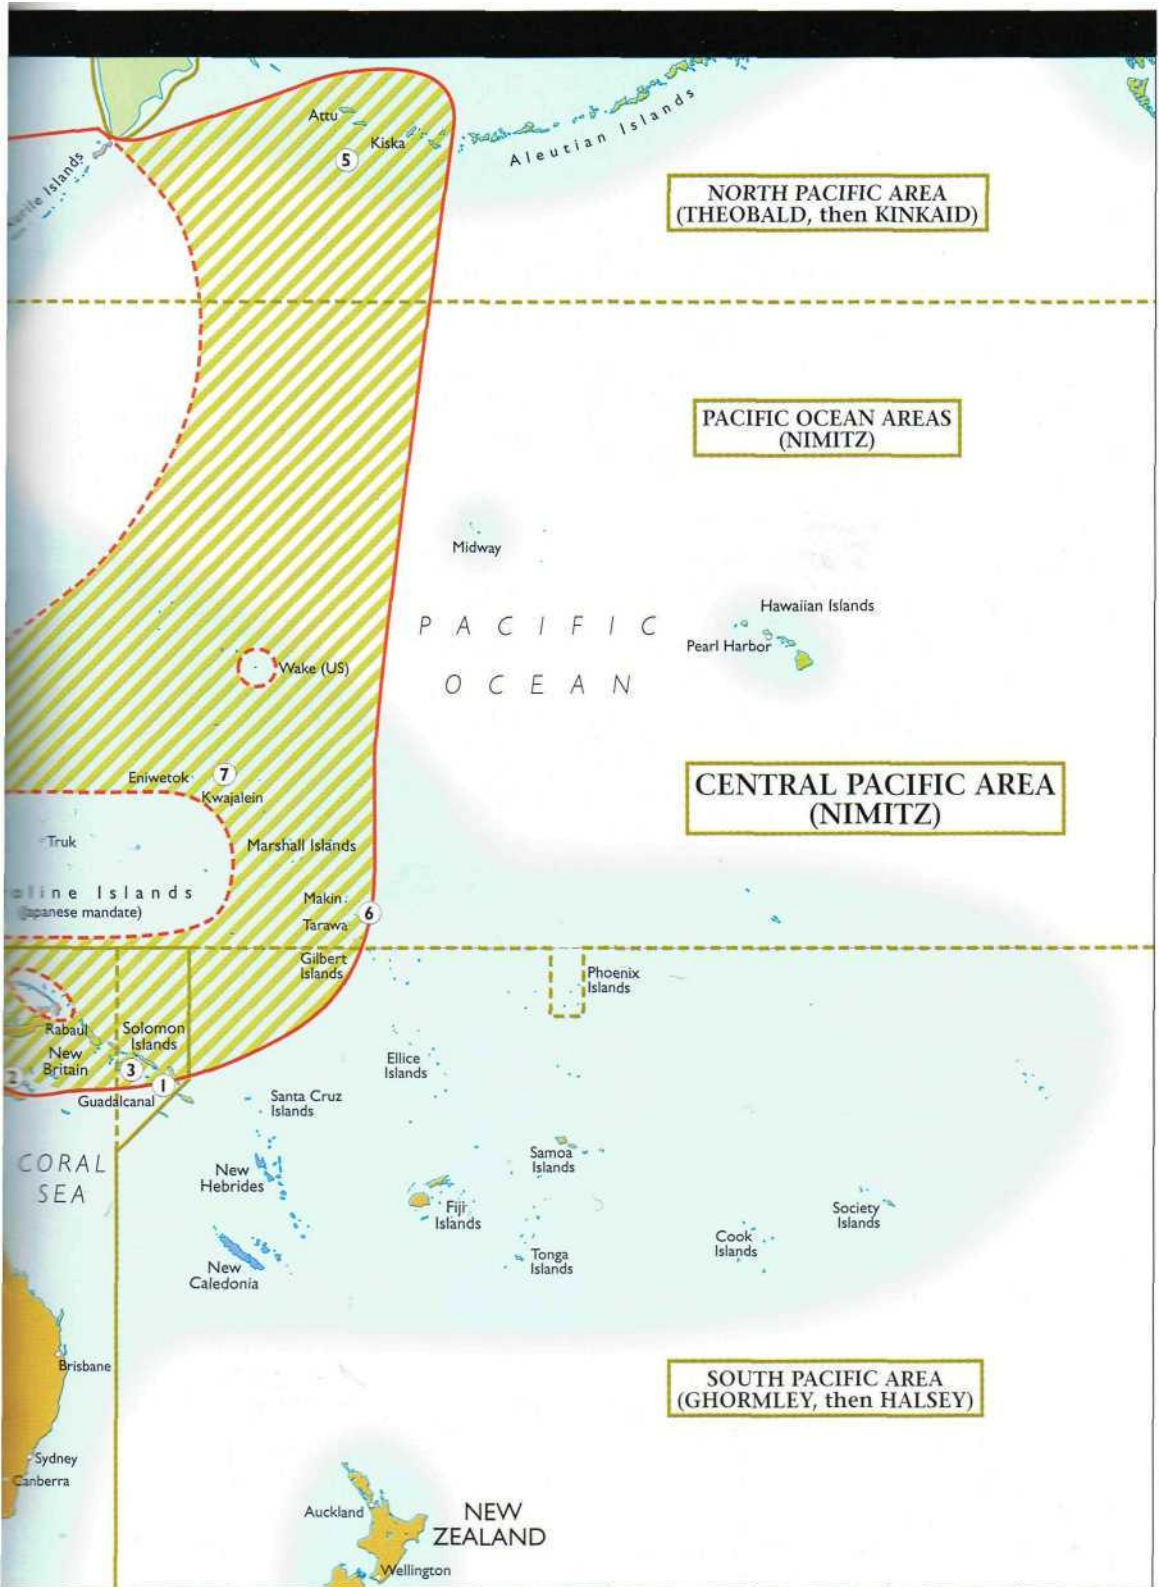 Attu
Kiska
5
Aleutian Islands
Islands
NORTH PACIFIC AREA
(THEOBALD, then KINKAID)
PACIFIC OCEAN AREAS
(NIMITZ)
Midway
Hawaiian Islands
Pearl Harbor
PACIFIC
OCEAN
Wake (US)
Eniwetok
7
Kwajalein
CENTRAL PACIFIC AREA
(NIMITZ)
Truk
Marshall Islands
Islands
mandate)
Makin
6
Tarawa
Gilbert
Islands
Phoenix
Islands
Rabaul
Solomon
Islands
New
Britain
2
3
1
Guadalcanal
Ellice
Islands
Santa Cruz
Islands
CORAL
SEA
New
Hebrides
Samoa
Islands
Fiji
Islands
Society
Islands
Cook
Islands
Tonga
Islands
New
Caledonia
Brisbane
SOUTH PACIFIC AREA
(GHORMLEY, then HALSEY)
Sydney
Canberra
Auckland
NEW
ZEALAND
Wellington